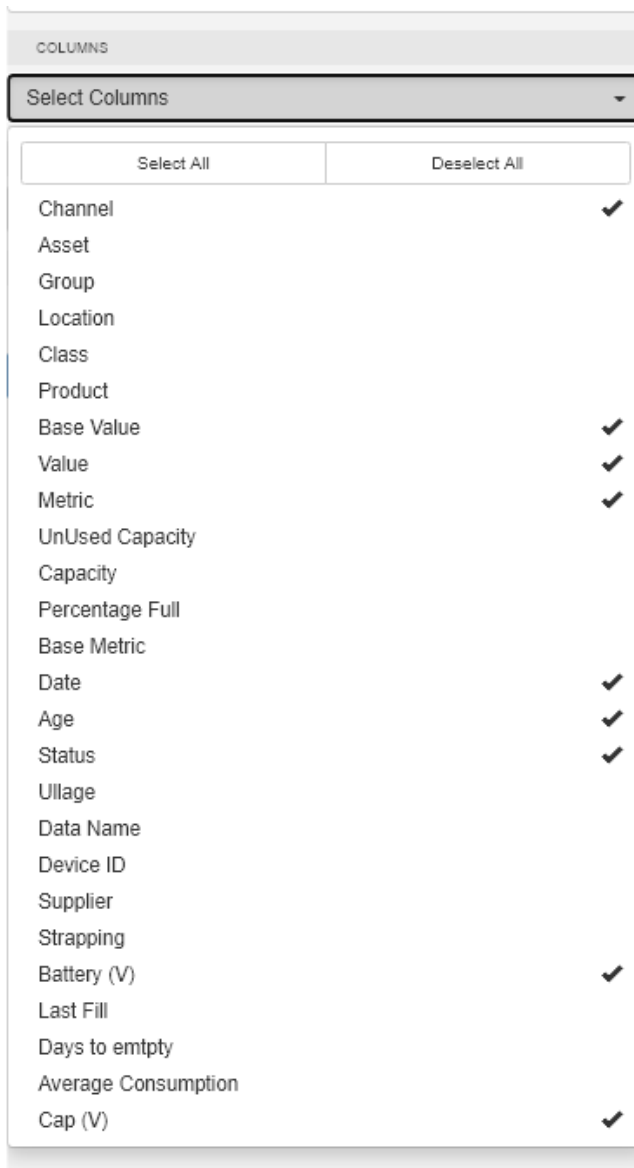 COLUMNS
Select Columns
Select All Deselect All
Channel
Asset
Group
Location
Class
Product
Base Value
Value
Metric
UnUsed Capacity
Capacity
Percentage Full
Base Metric
Date
Age
Status
Ullage
Data Name
Device ID
Supplier
Strapping
Battery (V)
Last Fill
Days to emtpty
Average Consumption
Cap (V)